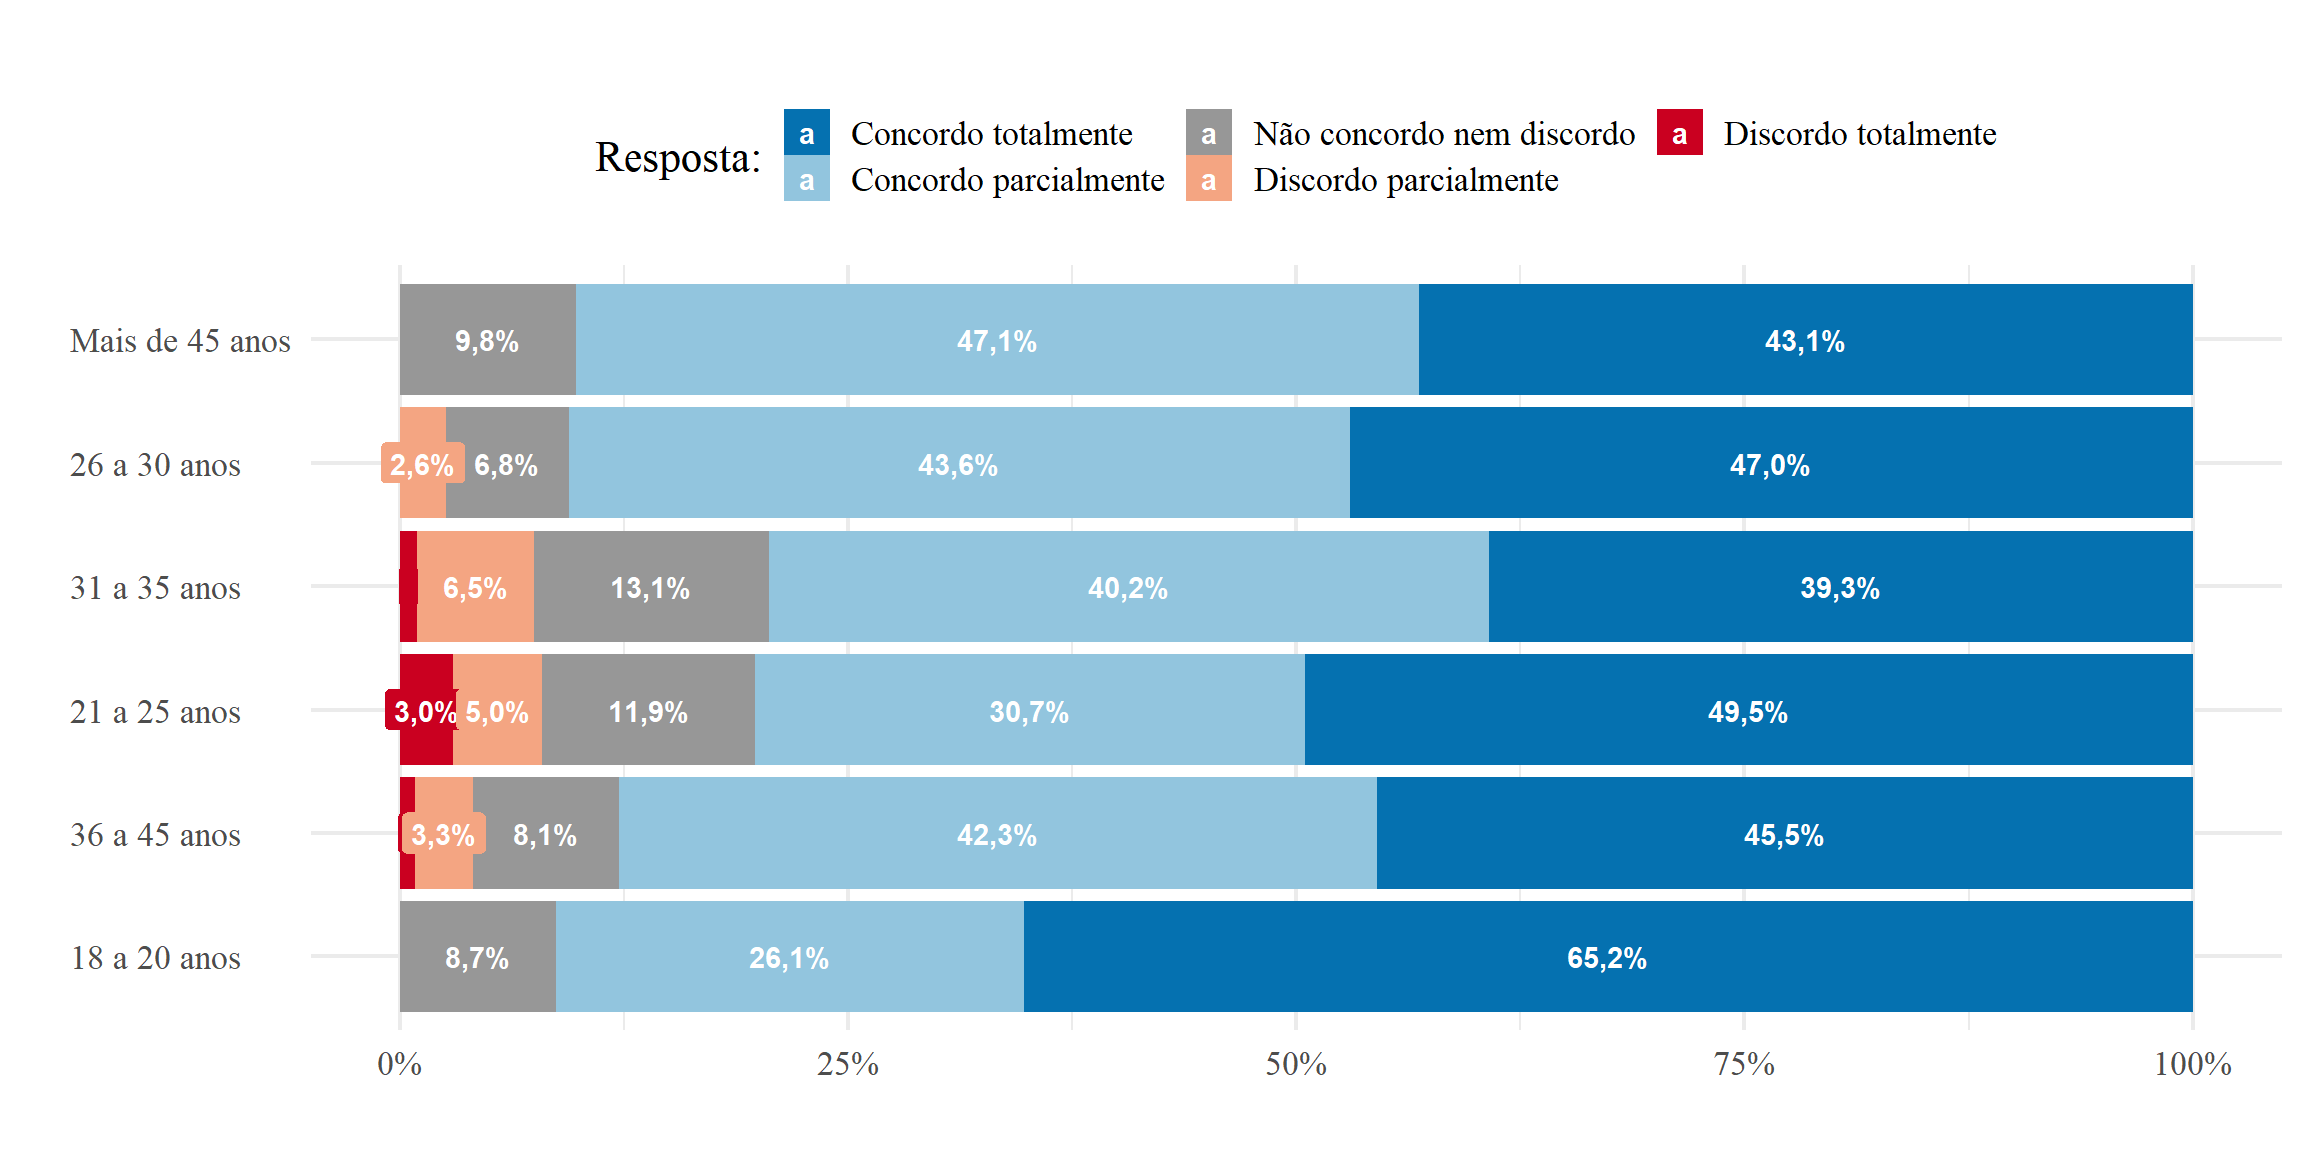 Resposta:
a Concordo totalmente a Não concordo nem discordo a Discordo totalmente
a Concordo parcialmente a Discordo parcialmente
Mais de 45 anos 9,8% 47,1% 43,1%
26 a 30 anos 2,6% 6,8% 43,6% 47,0%
31 a 35 anos 6,5% 13,1% 40,2% 39,3%
21 a 25 anos 3,0% 5,0% 11,9% 30,7% 49,5%
36 a 45 anos 3,3% 8,1% 42,3% 45,5%
18 a 20 anos 8,7% 26,1% 65,2%
0% 25% 50% 75% 100%